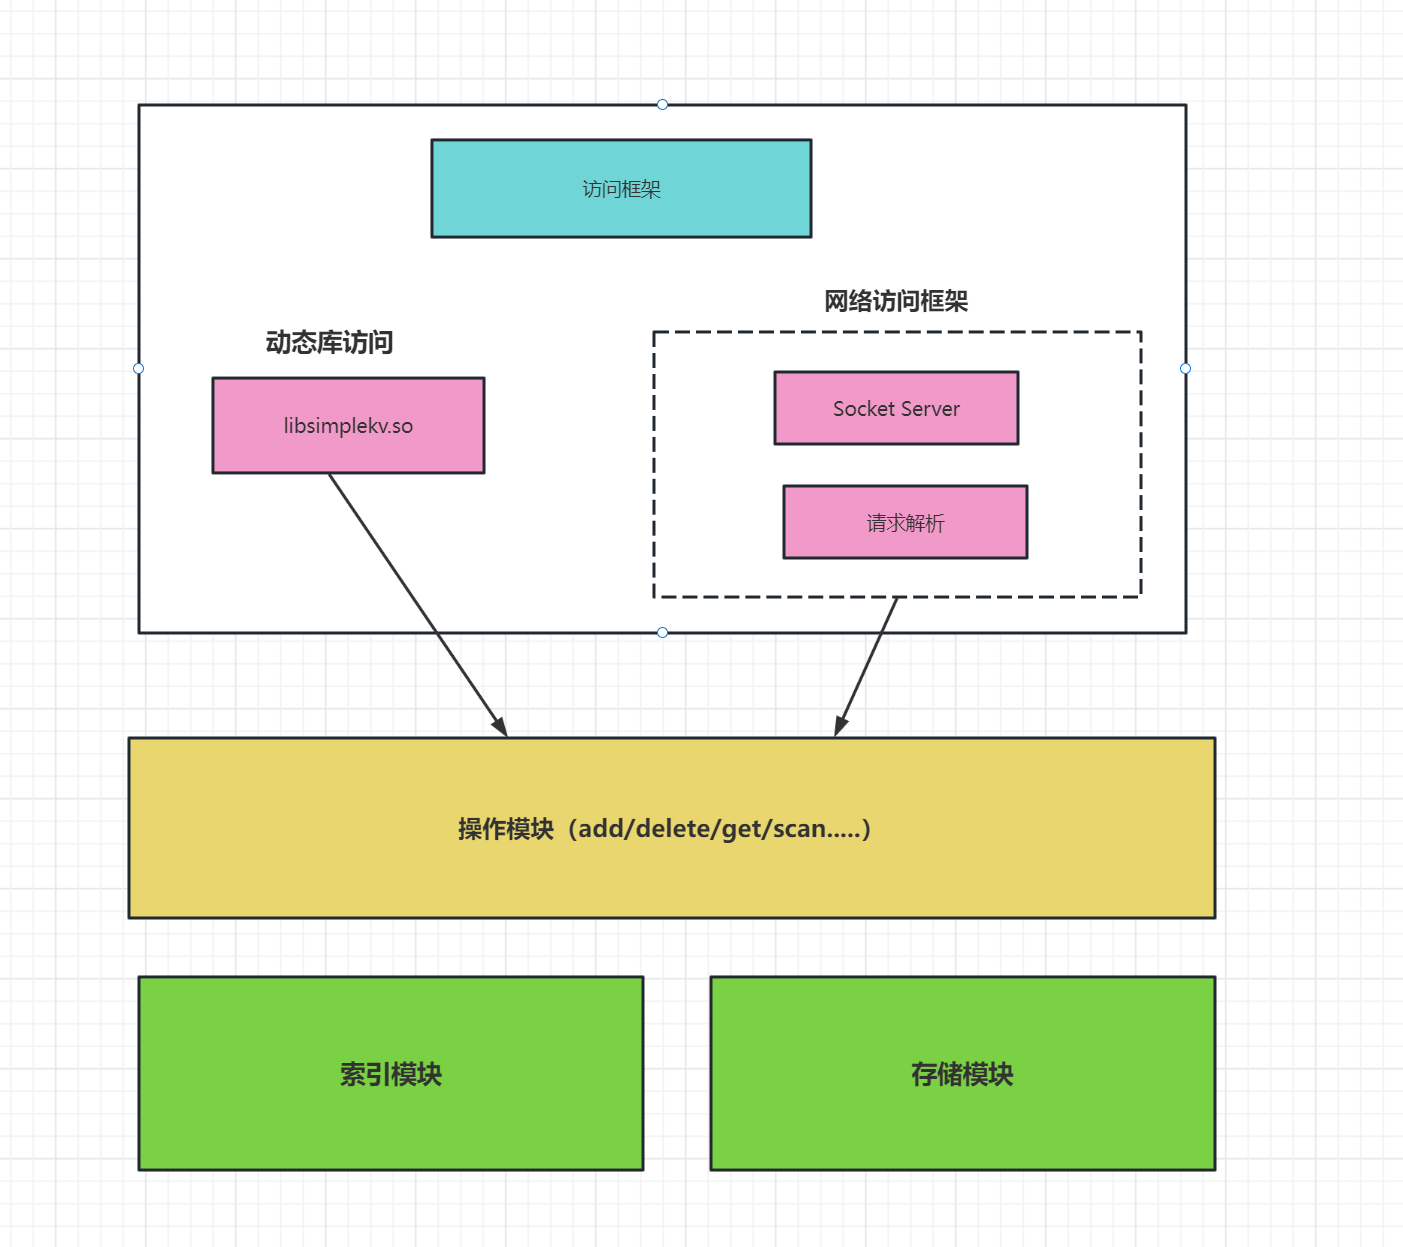 访问框架
网络访问框架
动态库访问
Socket Server
libsimplekv.so
请求解析
操作模块（add/delete/get/scan.....）
索引模块
存储模块